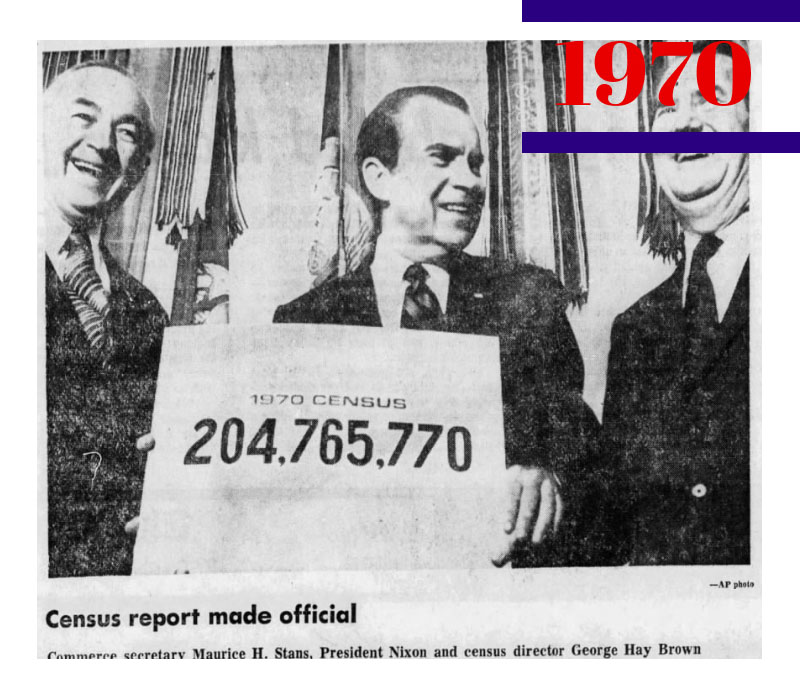 1970
1970 CENSUS
204,765,770
—AP photo
Census report made official
Commerce secretary Maurice H. Stans, President Nixon and census director George Hay Brown